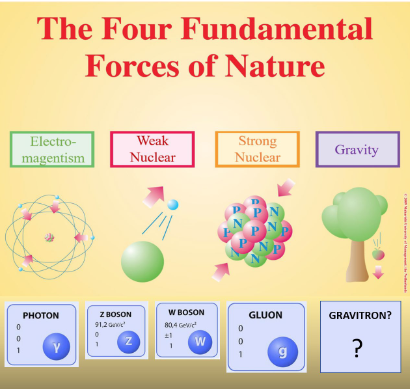 The Four Fundamental
Forces of Nature
Electro-
magentism
Weak
Nuclear
Strong
Nuclear
Gravity
P
N
P
P
N
P
N
P
P
N
P
N
N
PHOTON
0
0
1
γ
Z BOSON
91,2 GeV/c²
0
1
Z
W BOSON
80,4 GeV/c²
±1
1
W
GLUON
0
0
1
g
GRAVITRON?
?